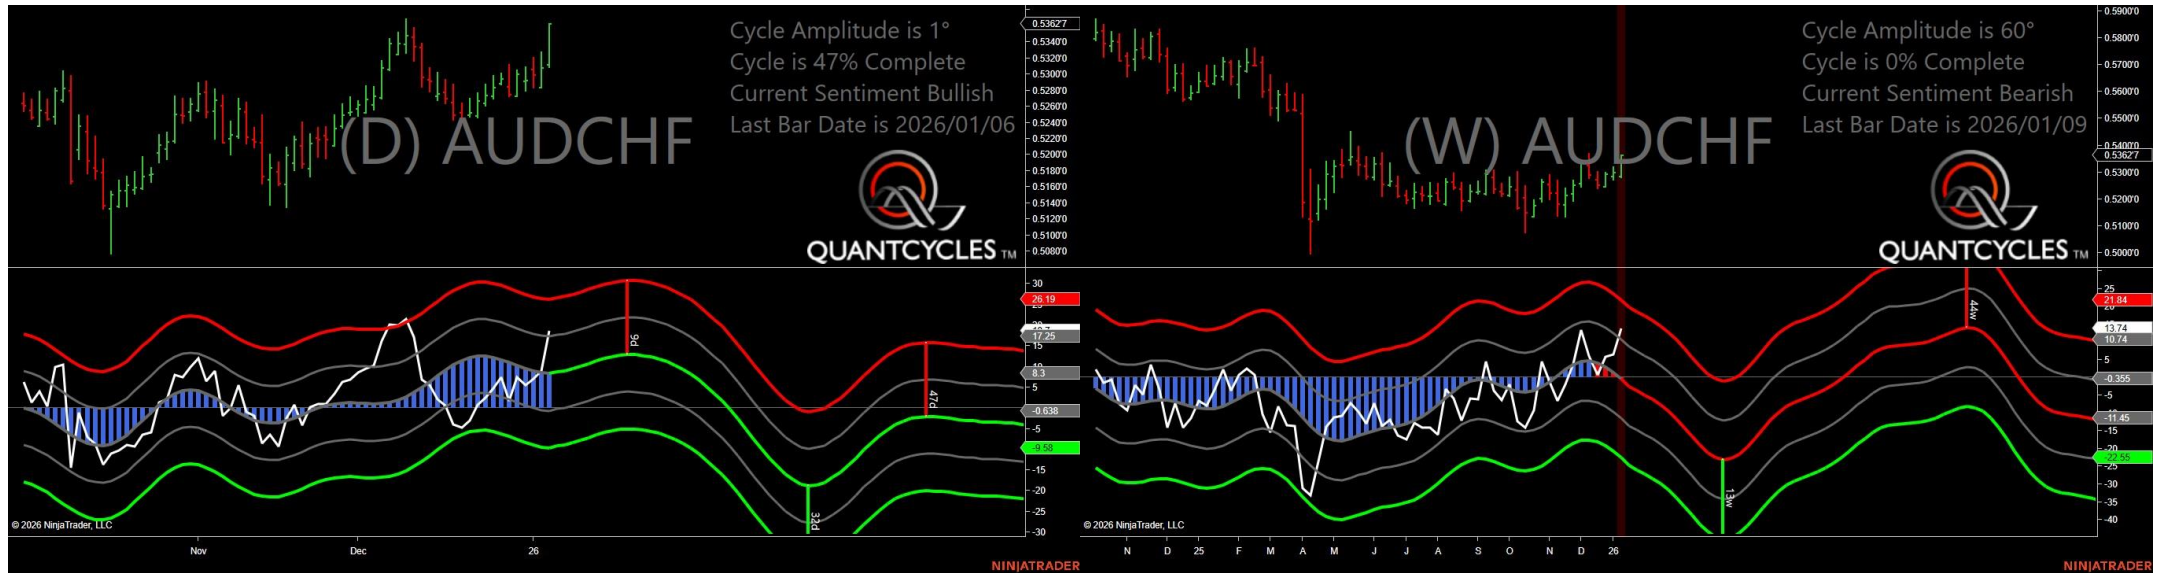 Cycle Amplitude is 1°
Cycle is 47% Complete
Current Sentiment Bullish
Last Bar Date is 2026/01/06
(D) AUDCHF
QUANTCYCLES TM
0.5362'7
0.5340'0
0.5320'0
0.5300'0
0.5280'0
0.5260'0
0.5240'0
0.5220'0
0.5200'0
0.5180'0
0.5160'0
0.5140'0
0.5120'0
0.5100'0
0.5080'0
30
26.19
17.25
15
8.3
5
-0.638
-5
-9.58
-15
-20
-25
-30
9d
32d
47d
© 2026 NinjaTrader, LLC
Nov
Dec
26
NINJATRADER
Cycle Amplitude is 60°
Cycle is 0% Complete
Current Sentiment Bearish
Last Bar Date is 2026/01/09
(W) AUDCHF
QUANTCYCLES TM
0.5900'0
0.5800'0
0.5700'0
0.5600'0
0.5500'0
0.5400'0
0.5362'7
0.5300'0
0.5200'0
0.5100'0
0.5000'0
25
21.84
13.74
10.74
5
-0.355
-5
-11.45
-15
-22.55
-25
-30
-35
-40
13w
44w
© 2026 NinjaTrader, LLC
N D 25 F M A M J J A S O N D 26
NINJATRADER